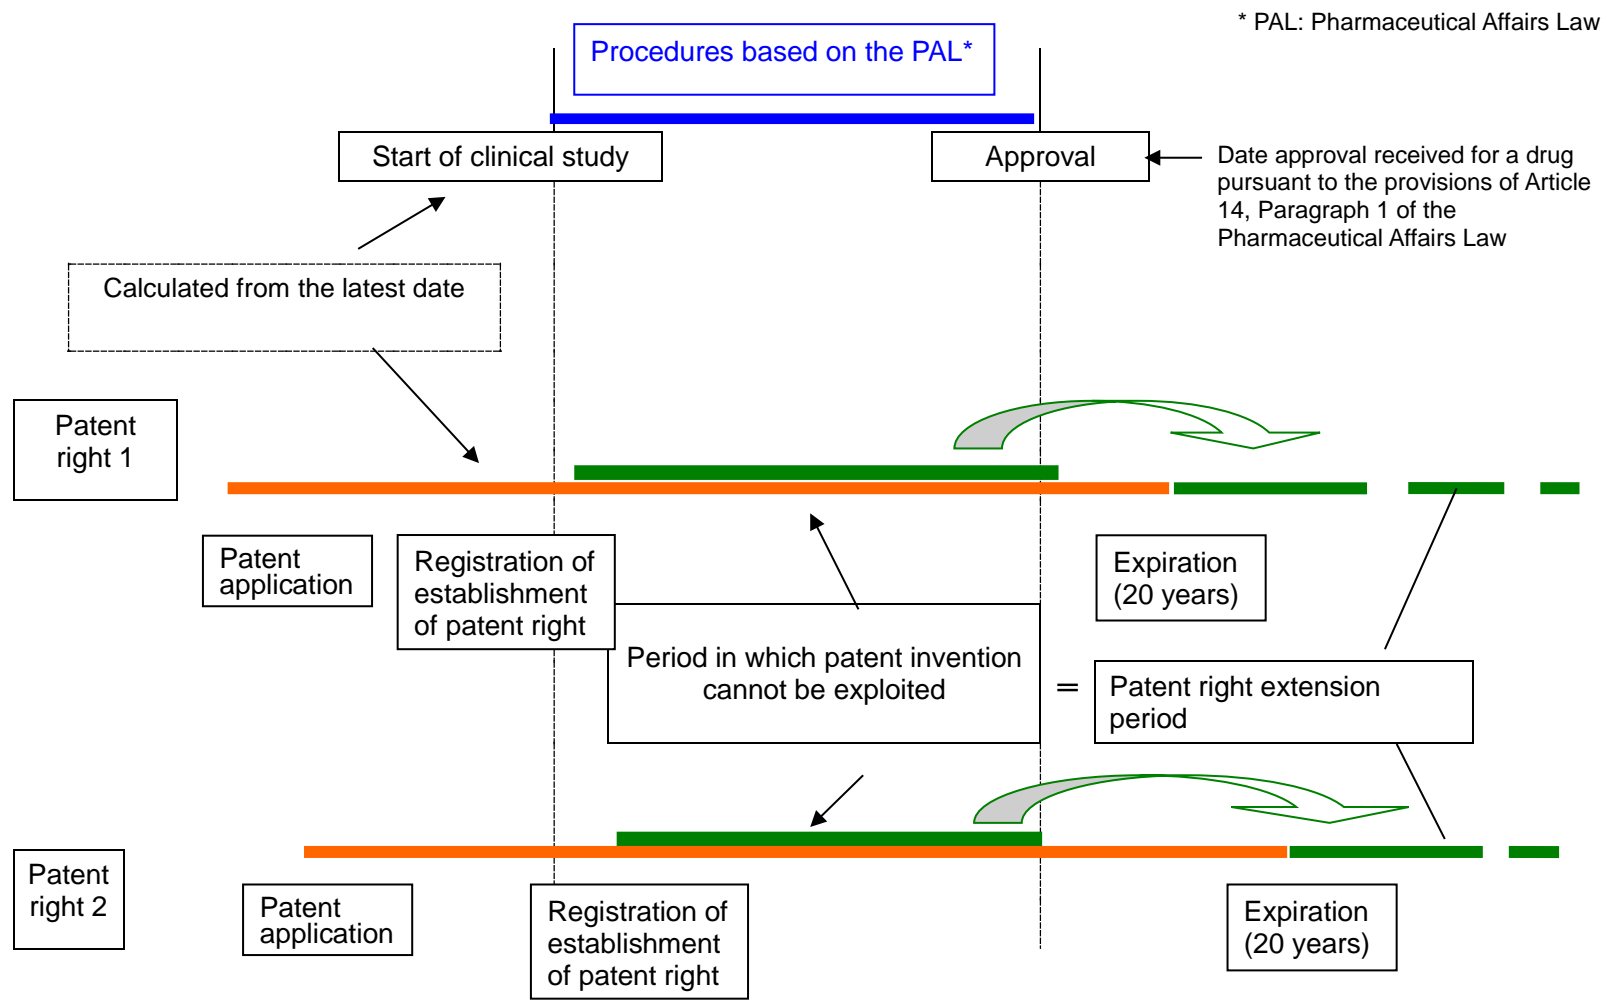 * PAL: Pharmaceutical Affairs Law
Procedures based on the PAL*
Start of clinical study
Approval
Date approval received for a drug
pursuant to the provisions of Article
14, Paragraph 1 of the
Pharmaceutical Affairs Law
Calculated from the latest date
Patent
right 1
Patent
application
Registration of
establishment
of patent right
Expiration
(20 years)
Period in which patent invention
cannot be exploited
=
Patent right extension
period
Patent
right 2
Patent
application
Registration of
establishment
of patent right
Expiration
(20 years)